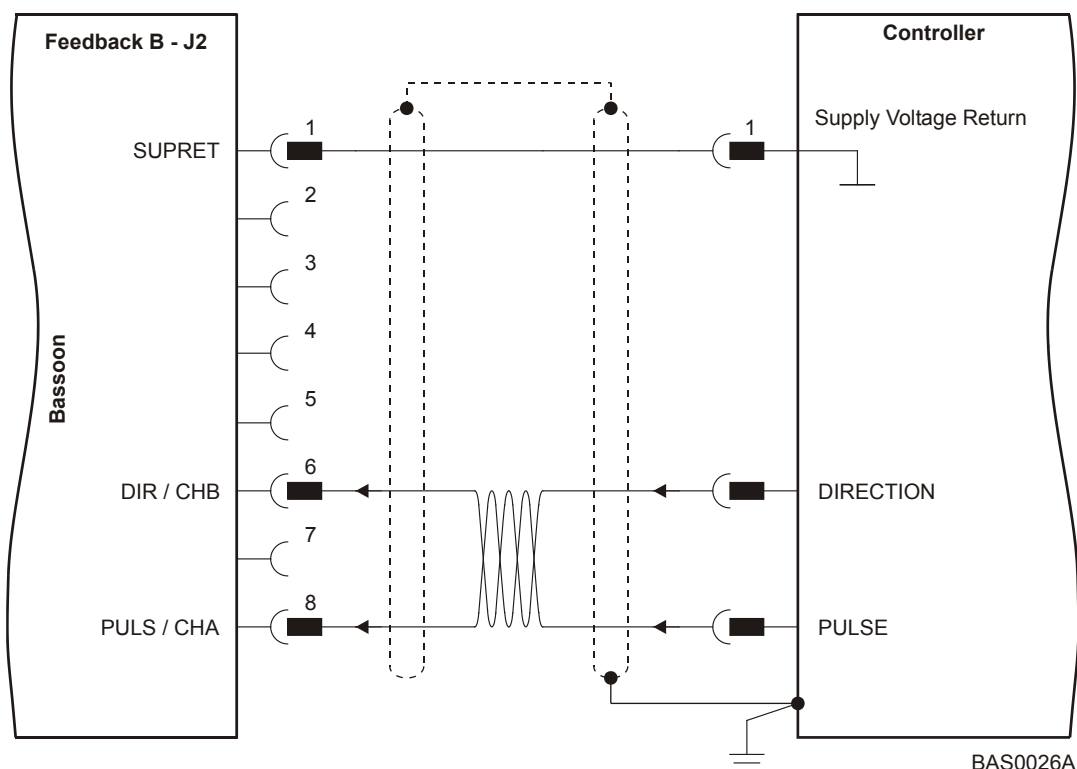 Feedback B - J2
Controller
Supply Voltage Return
SUPRET
1
1
2
3
4
5
Bassoon
6
DIR / CHB
DIRECTION
7
8
PULS / CHA
PULSE
BAS0026A